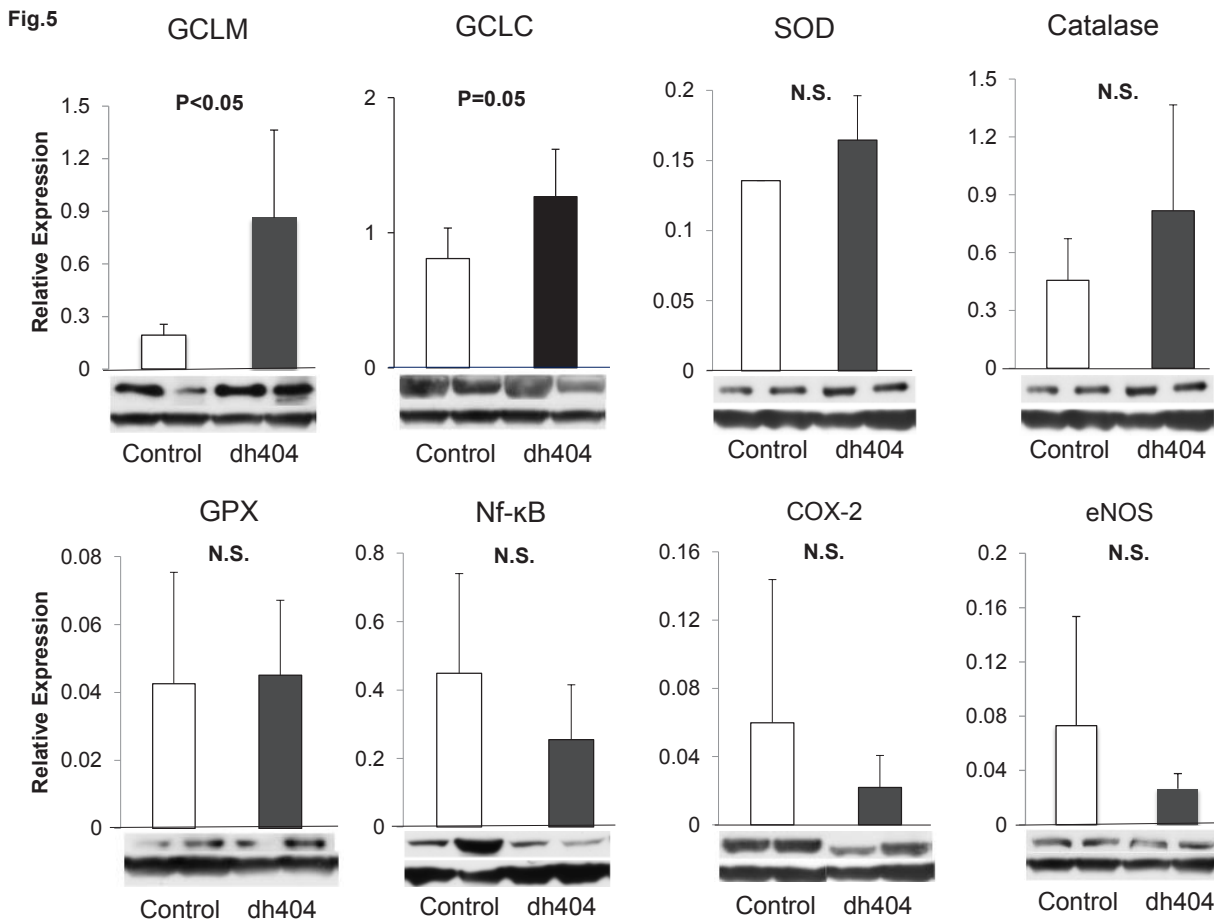 Fig.5
GCLM
GCLC
SOD
Catalase
P<0.05
P=0.05
N.S.
N.S.
Relative Expression
1.5
1.2
0.9
0.6
0.3
0
2
1
0
0.2
0.15
0.1
0.05
0
1.5
1.2
0.9
0.6
0.3
0
Control dh404
Control dh404
Control dh404
Control dh404
GPX
Nf-κB
COX-2
eNOS
N.S.
N.S.
N.S.
N.S.
Relative Expression
0.08
0.06
0.04
0.02
0
0.8
0.6
0.4
0.2
0
0.16
0.12
0.08
0.04
0
0.2
0.16
0.12
0.08
0.04
0
Control dh404
Control dh404
Control dh404
Control dh404